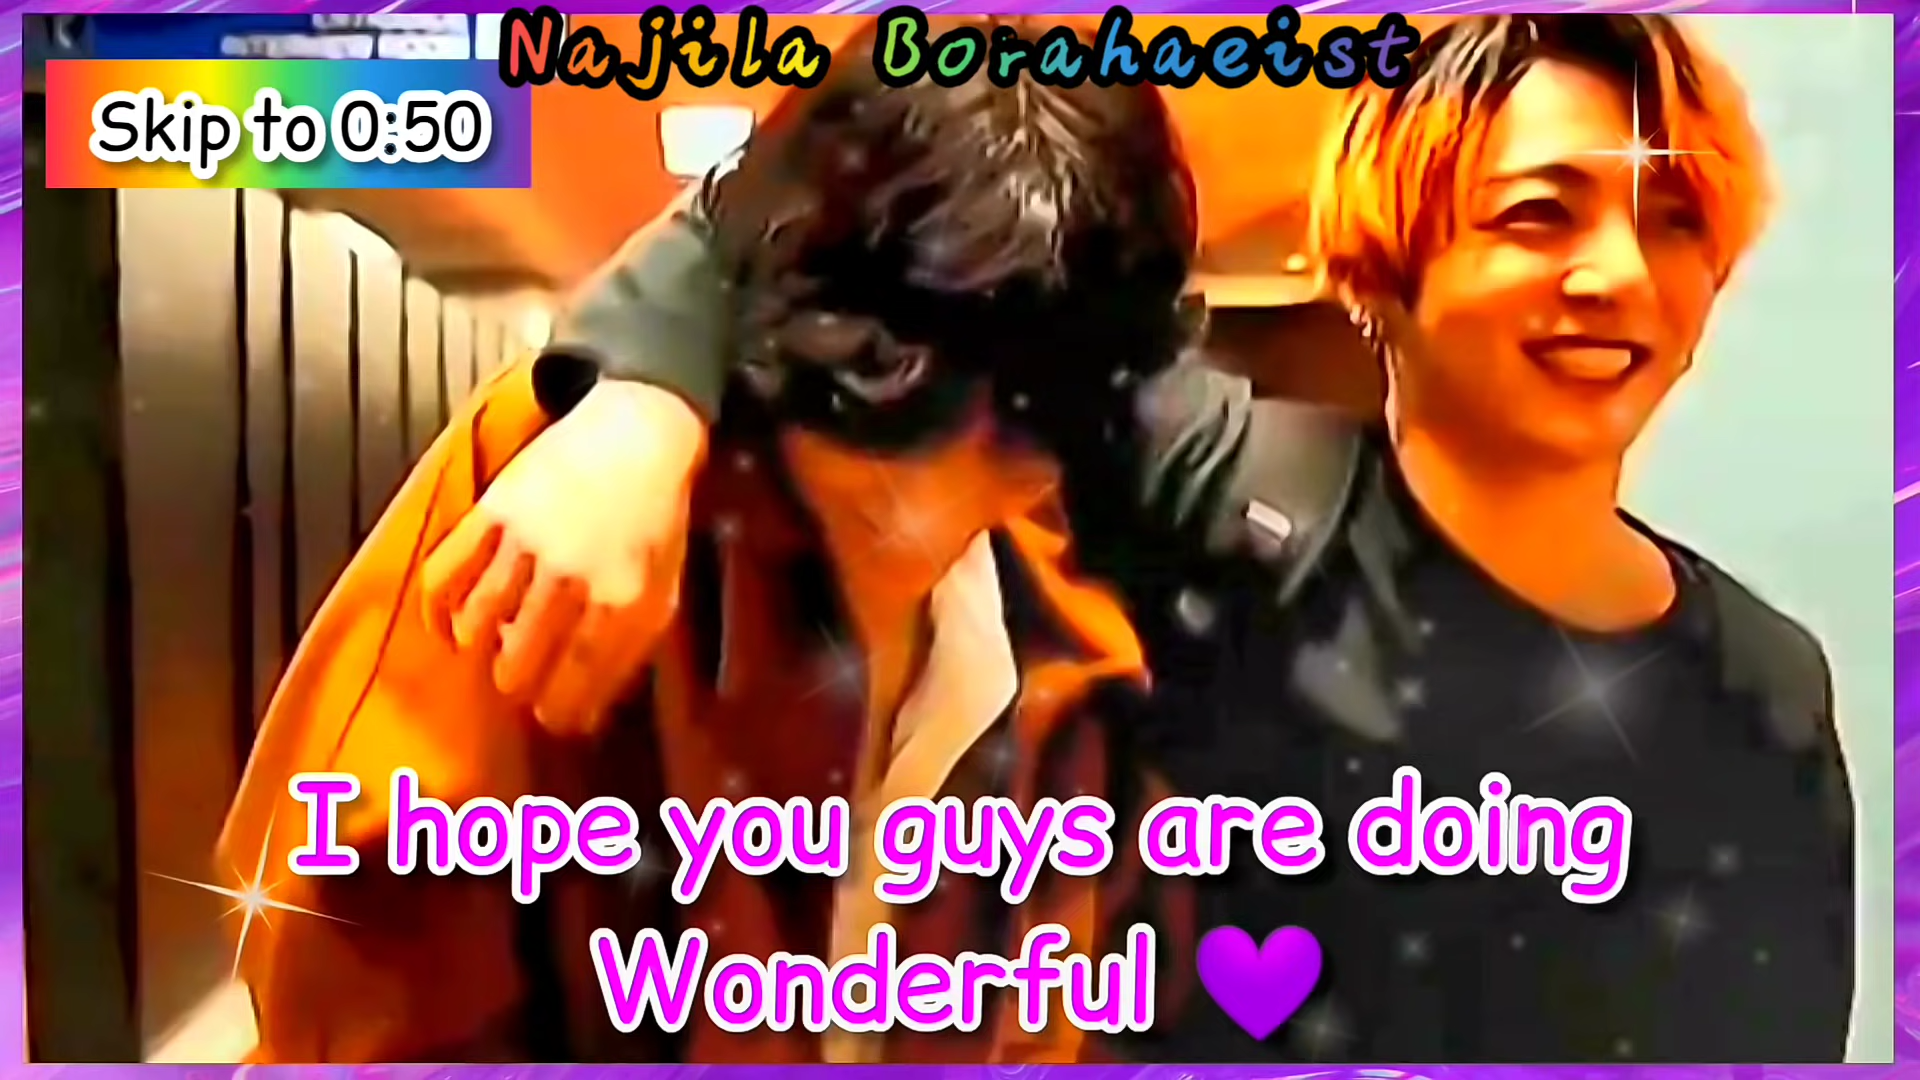 Najila Borahaeist
Skip to 0:50
I hope you guys are doing
Wonderful 💜